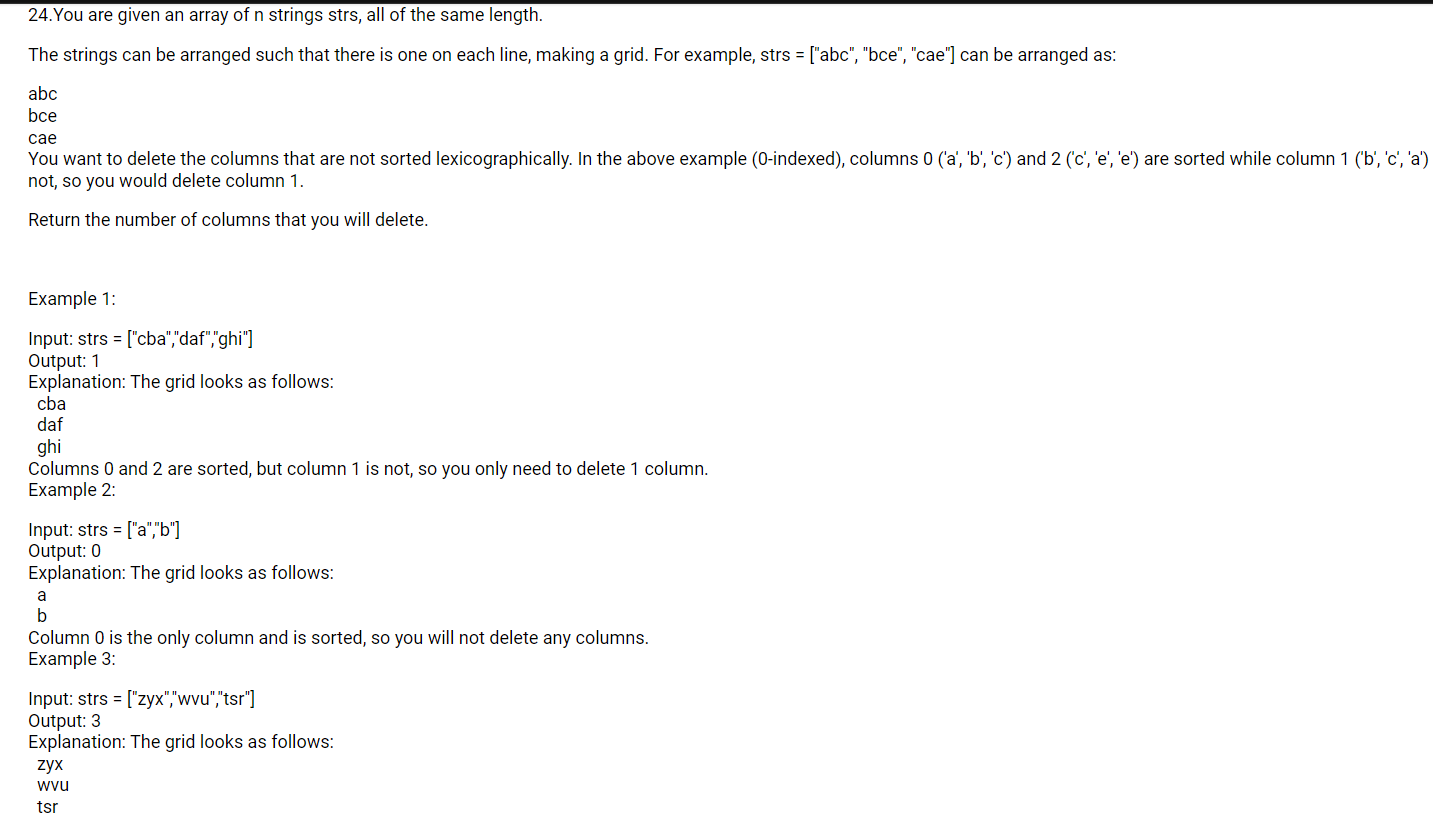 24.You are given an array of n strings strs, all of the same length.
The strings can be arranged such that there is one on each line, making a grid. For example, strs = ["abc", "bce", "cae"] can be arranged as:
abc
bce
cae
You want to delete the columns that are not sorted lexicographically. In the above example (0-indexed), columns 0 ('a', 'b', 'c') and 2 ('c', 'e', 'e') are sorted while column 1 ('b', 'c', 'a')
not, so you would delete column 1.
Return the number of columns that you will delete.
Example 1:
Input: strs = ["cba","daf","ghi"]
Output: 1
Explanation: The grid looks as follows:
cba
daf
ghi
Columns 0 and 2 are sorted, but column 1 is not, so you only need to delete 1 column.
Example 2:
Input: strs = ["a","b"]
Output: 0
Explanation: The grid looks as follows:
a
b
Column 0 is the only column and is sorted, so you will not delete any columns.
Example 3:
Input: strs = ["zyx","wvu","tsr"]
Output: 3
Explanation: The grid looks as follows:
zyx
wvu
tsr